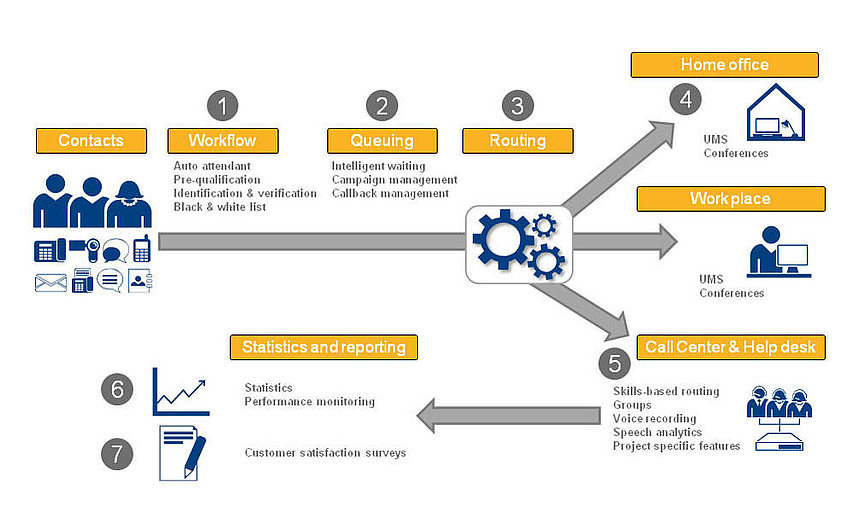 Home office
1
2
3
4
Contacts
Workflow
Queuing
Routing
UMS
Conferences
Auto attendant
Pre-qualification
Identification & verification
Black & white list
Intelligent waiting
Campaign management
Callback management
Work place
UMS
Conferences
Statistics and reporting
Call Center & Help desk
5
6
Statistics
Performance monitoring
Skills-based routing
Groups
Voice recording
Speech analytics
Project specific features
7
Customer satisfaction surveys